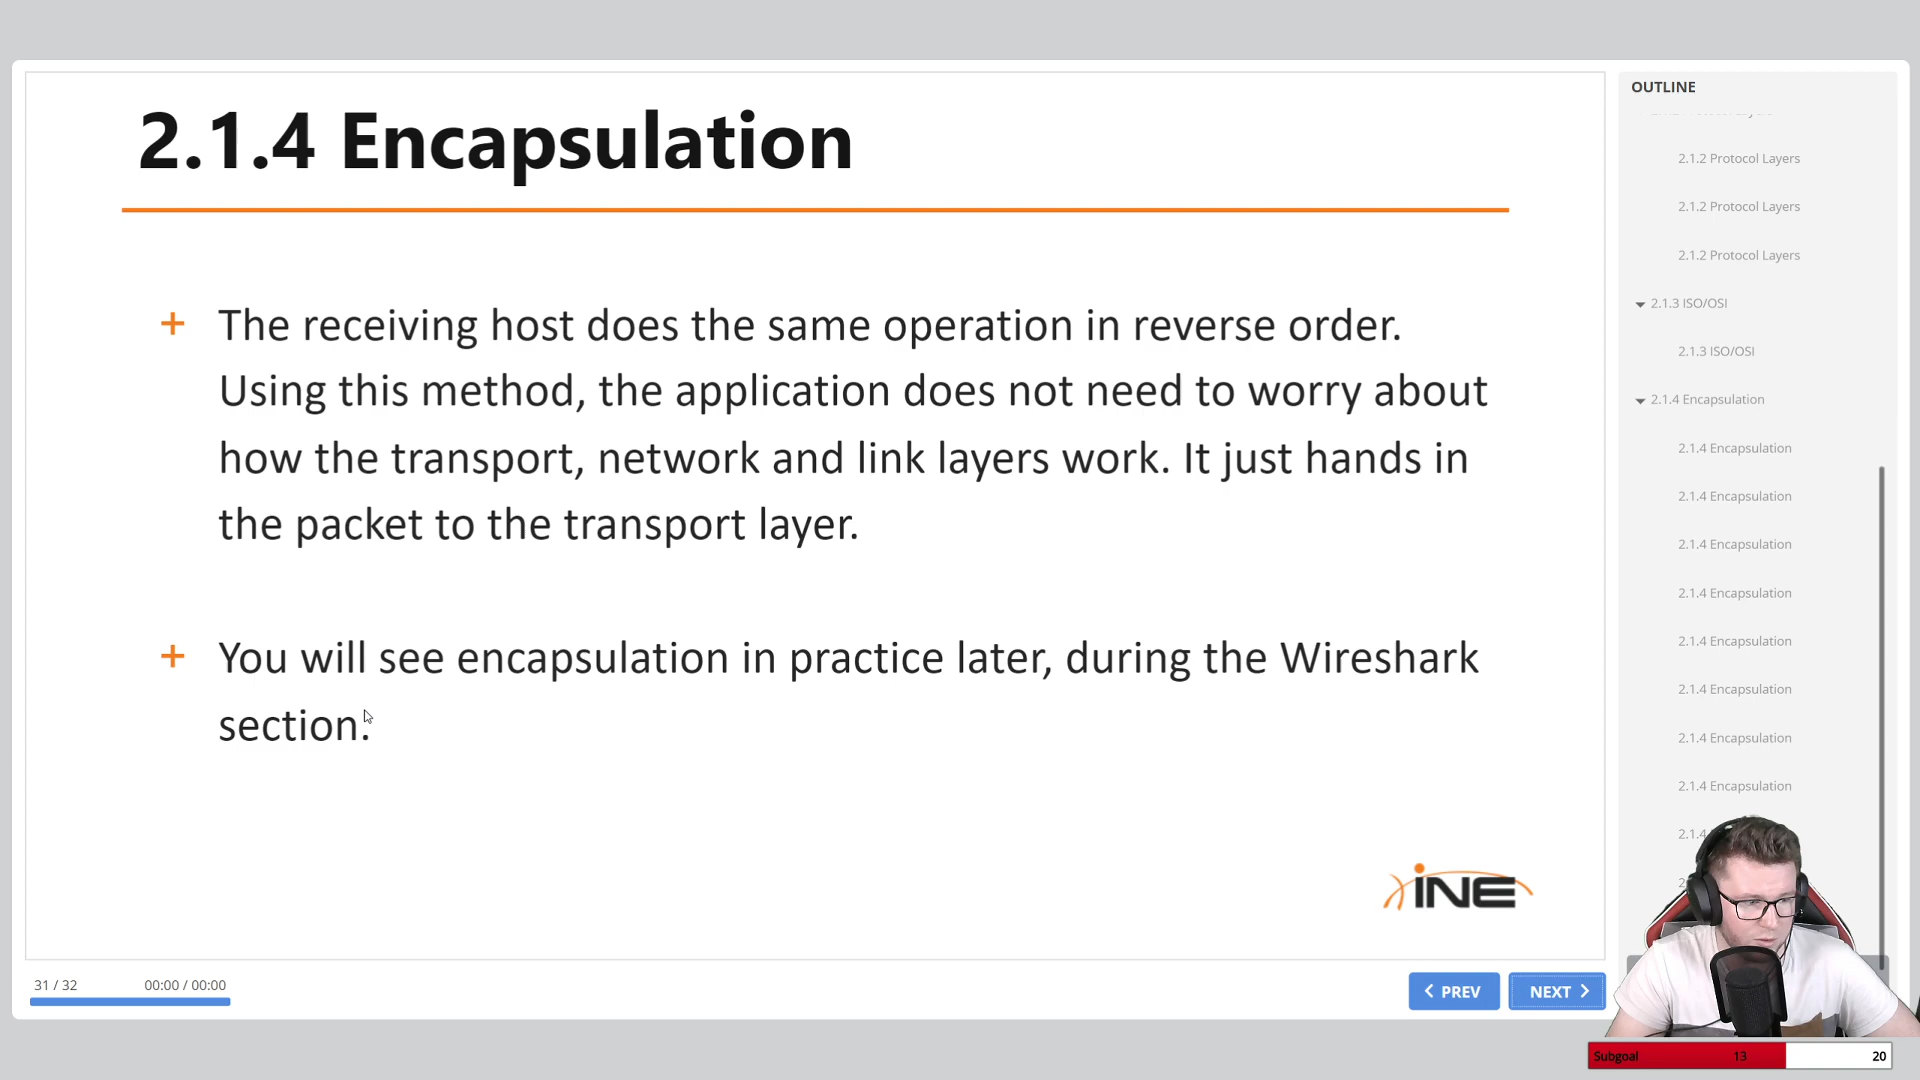 2.1.4 Encapsulation
+ The receiving host does the same operation in reverse order.
Using this method, the application does not need to worry about
how the transport, network and link layers work. It just hands in
the packet to the transport layer.
+ You will see encapsulation in practice later, during the Wireshark
section.
INE
31 / 32
00:00 / 00:00
PREV
NEXT
OUTLINE
2.1.2 Protocol Layers
2.1.2 Protocol Layers
2.1.2 Protocol Layers
2.1.3 ISO/OSI
2.1.3 ISO/OSI
2.1.4 Encapsulation
2.1.4 Encapsulation
2.1.4 Encapsulation
2.1.4 Encapsulation
2.1.4 Encapsulation
2.1.4 Encapsulation
2.1.4 Encapsulation
2.1.4 Encapsulation
2.1.4 Encapsulation
2.1.4
Subgoal 13 20